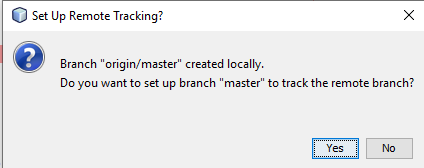 Set Up Remote Tracking?
Branch "origin/master" created locally.
Do you want to set up branch "master" to track the remote branch?
Yes No